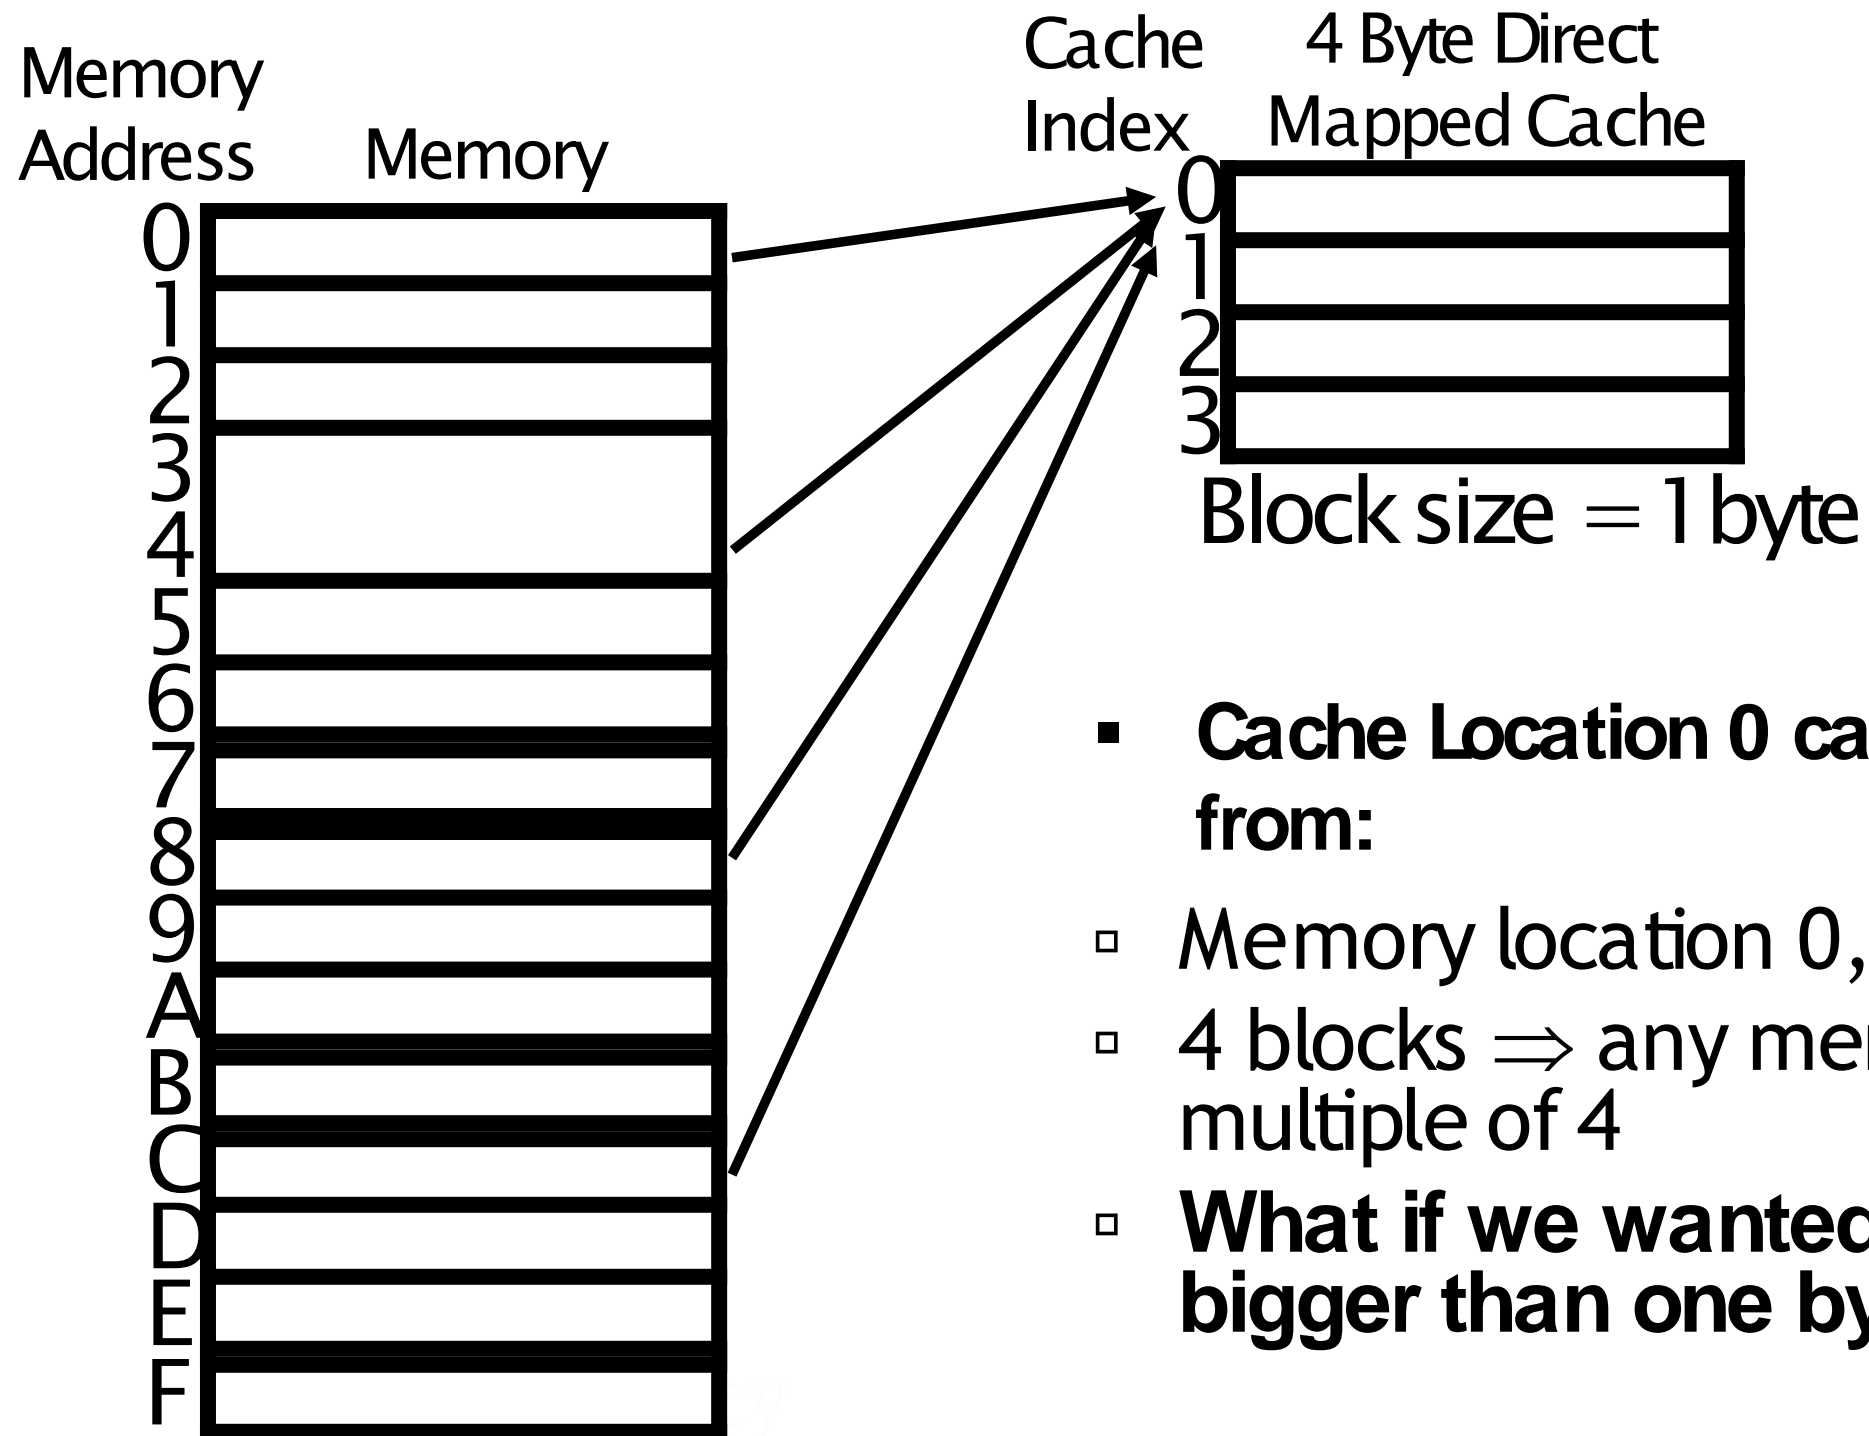 Memory
Address
Memory
0
1
2
3
4
5
6
7
8
9
A
B
C
D
E
F
Cache
Index
4 Byte Direct
Mapped Cache
0
1
2
3
Block size = 1 byte
▪ Cache Location 0 ca
from:
▫ Memory location 0,
▫ 4 blocks ⇒ any mem
multiple of 4
▫ What if we wanted
bigger than one by